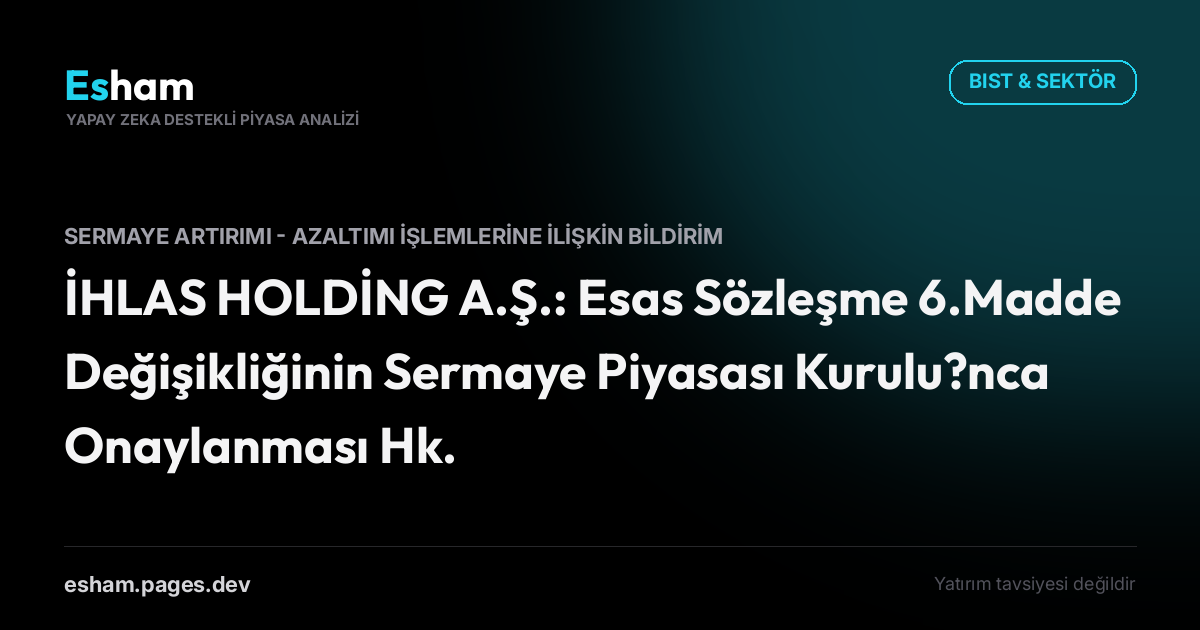 Esham
BIST & SEKTÖR
YAPAY ZEKA DESTEKLİ PİYASA ANALİZİ
SERMAYE ARTIRIMI - AZALTIMI İŞLEMLERİNE İLİŞKİN BİLDİRİM
İHLAS HOLDİNG A.Ş.: Esas Sözleşme 6.Madde
Değişikliğinin Sermaye Piyasası Kurulu?nca
Onaylanması Hk.
esham.pages.dev
Yatırım tavsiyesi değildir